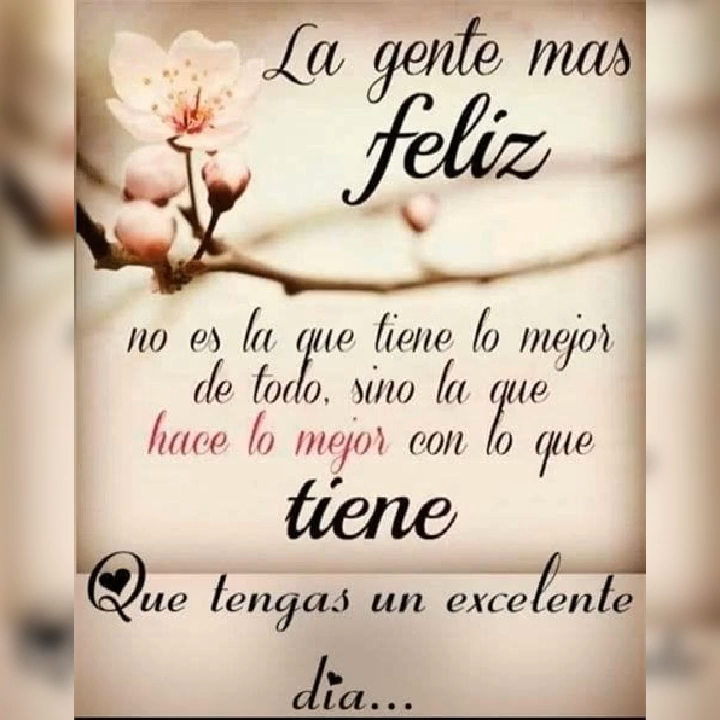 La gente mas
feliz
no es la que tiene lo mejor
de todo, sino la que
hace lo mejor con lo que
tiene
Que tengas un excelente
día...